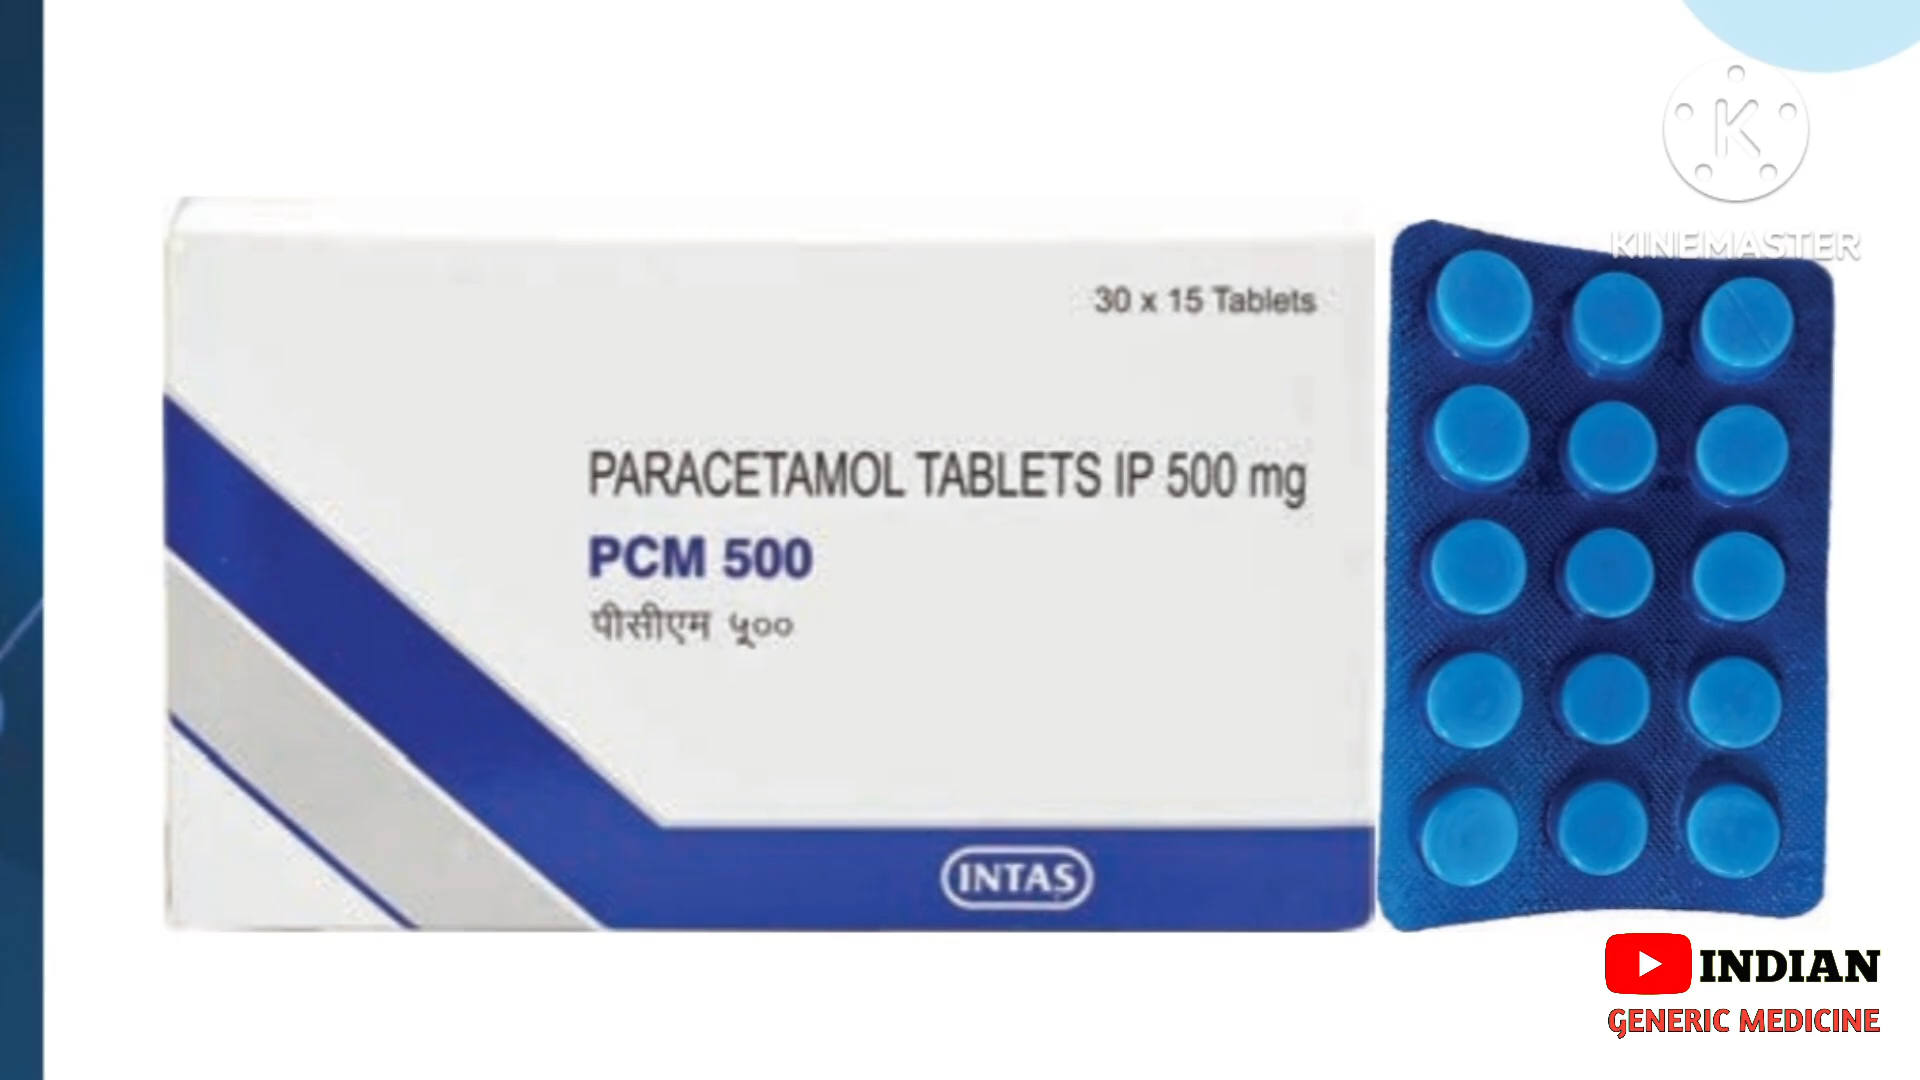 K
KINEMASTER
30 x 15 Tablets
PARACETAMOL TABLETS IP 500 mg
PCM 500
पीसीएम ५००
INTAS
INDIAN
GENERIC MEDICINE